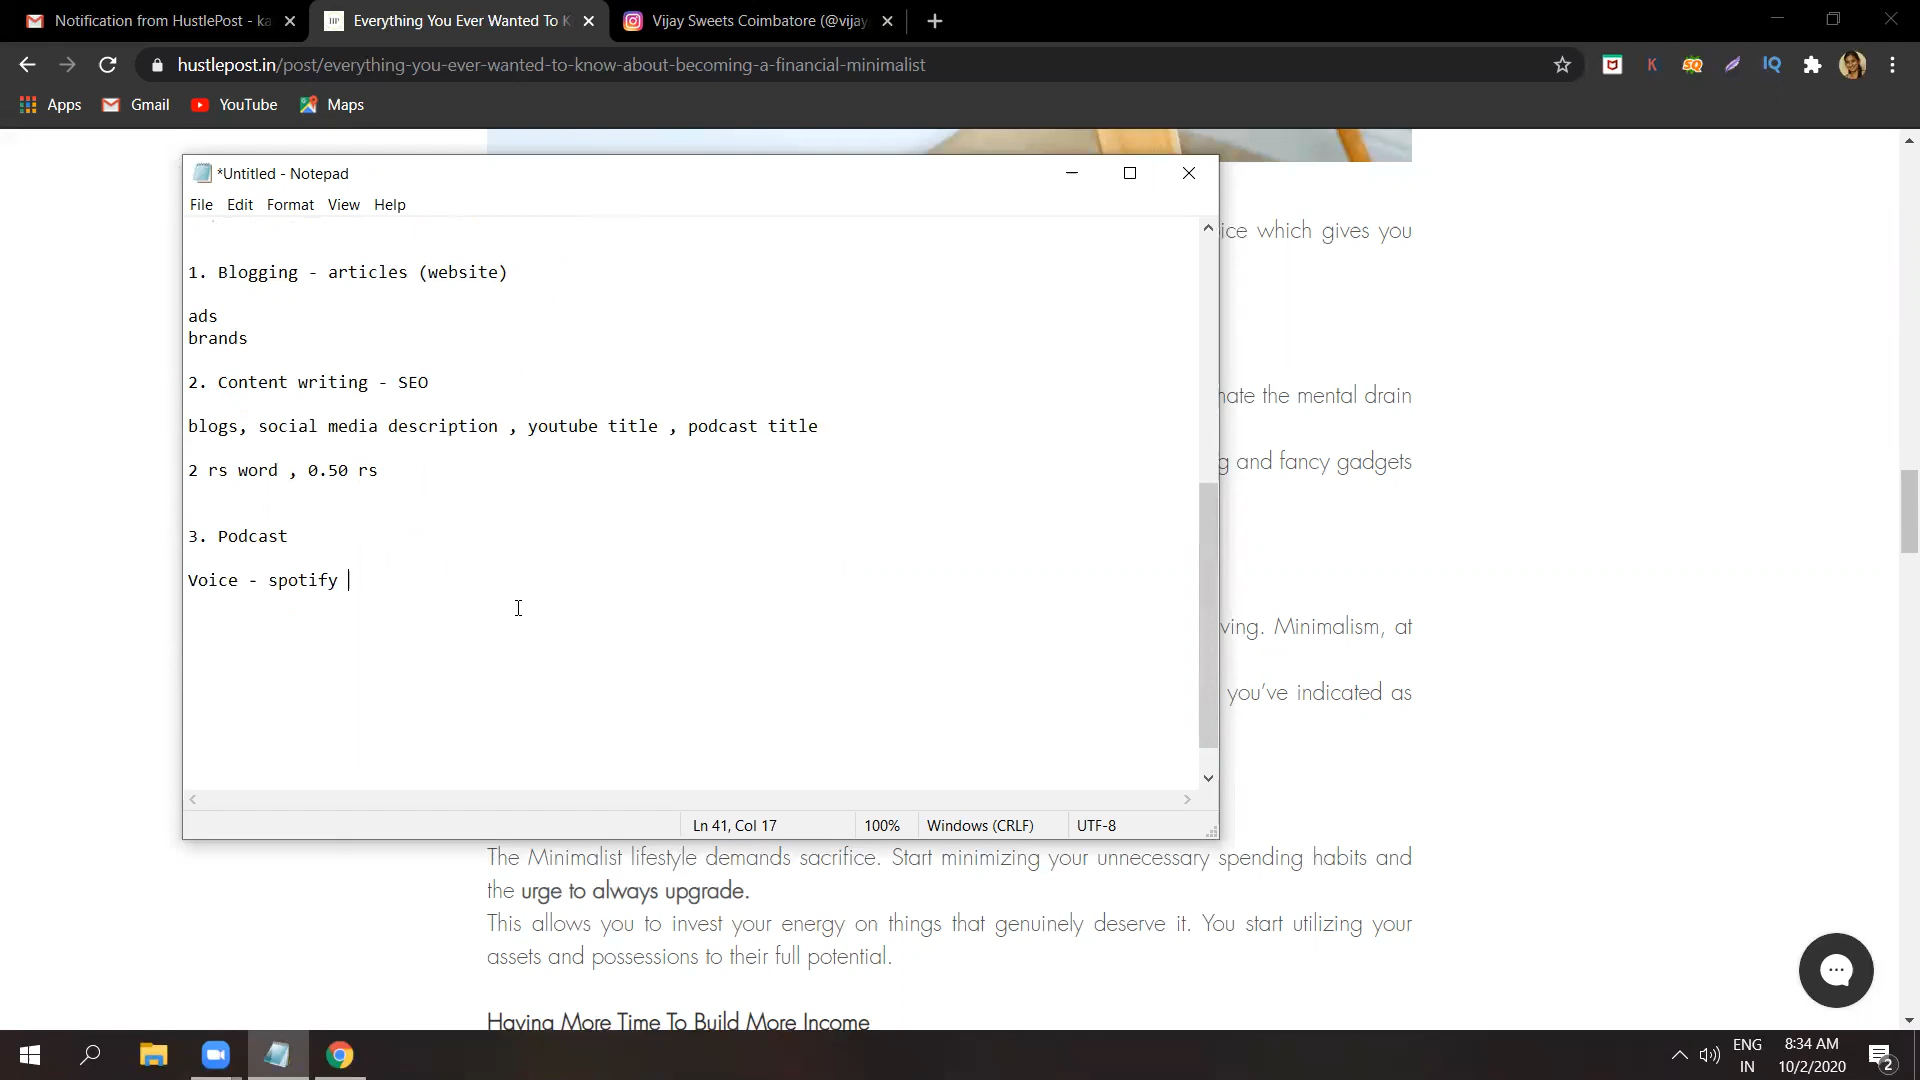 Notification from HustlePost - ka
Everything You Ever Wanted To K
Vijay Sweets Coimbatore (@vijay
hustlepost.in/post/everything-you-ever-wanted-to-know-about-becoming-a-financial-minimalist
Apps
Gmail
YouTube
Maps
*Untitled - Notepad
File Edit Format View Help
1. Blogging - articles (website)
ads
brands
2. Content writing - SEO
blogs, social media description , youtube title , podcast title
2 rs word , 0.50 rs
3. Podcast
Voice - spotify
Ln 41, Col 17
100%
Windows (CRLF)
UTF-8
which gives you
the mental drain
and fancy gadgets
Minimalism, at
you've indicated as
The Minimalist lifestyle demands sacrifice. Start minimizing your unnecessary spending habits and
the urge to always upgrade.
This allows you to invest your energy on things that genuinely deserve it. You start utilizing your
assets and possessions to their full potential.
Having More Time To Build More Income
ENG
IN
8:34 AM
10/2/2020
2